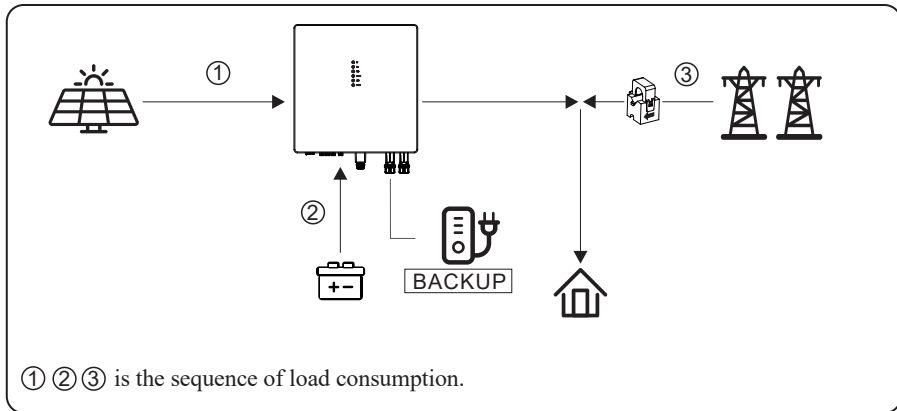 ①
③
②
+ -
BACKUP
① ② ③ is the sequence of load consumption.